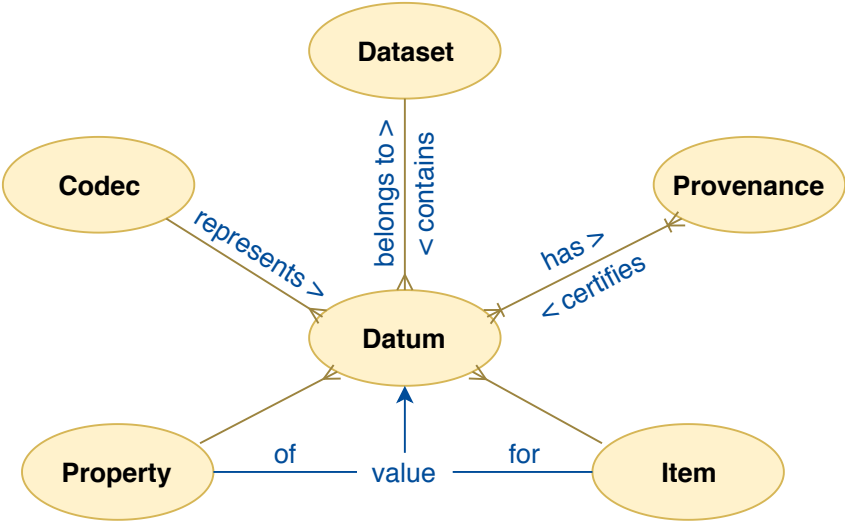 Dataset
Codec
Provenance
represents >
belongs to >
< contains
has >
< certifies
Datum
Property
of
value
for
Item